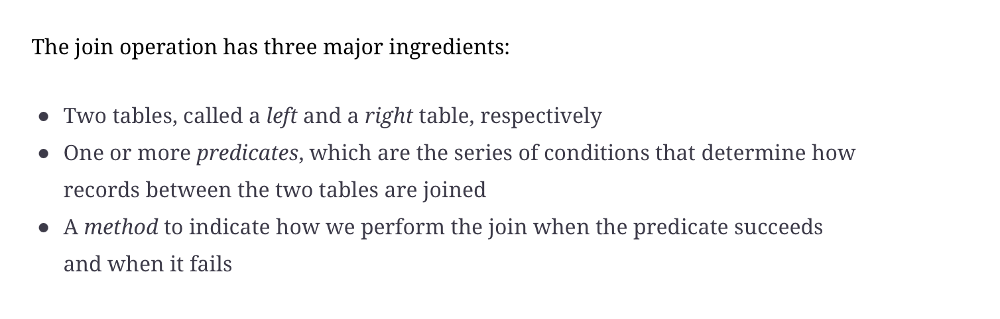 The join operation has three major ingredients:
● Two tables, called a left and a right table, respectively
● One or more predicates, which are the series of conditions that determine how
records between the two tables are joined
● A method to indicate how we perform the join when the predicate succeeds
and when it fails